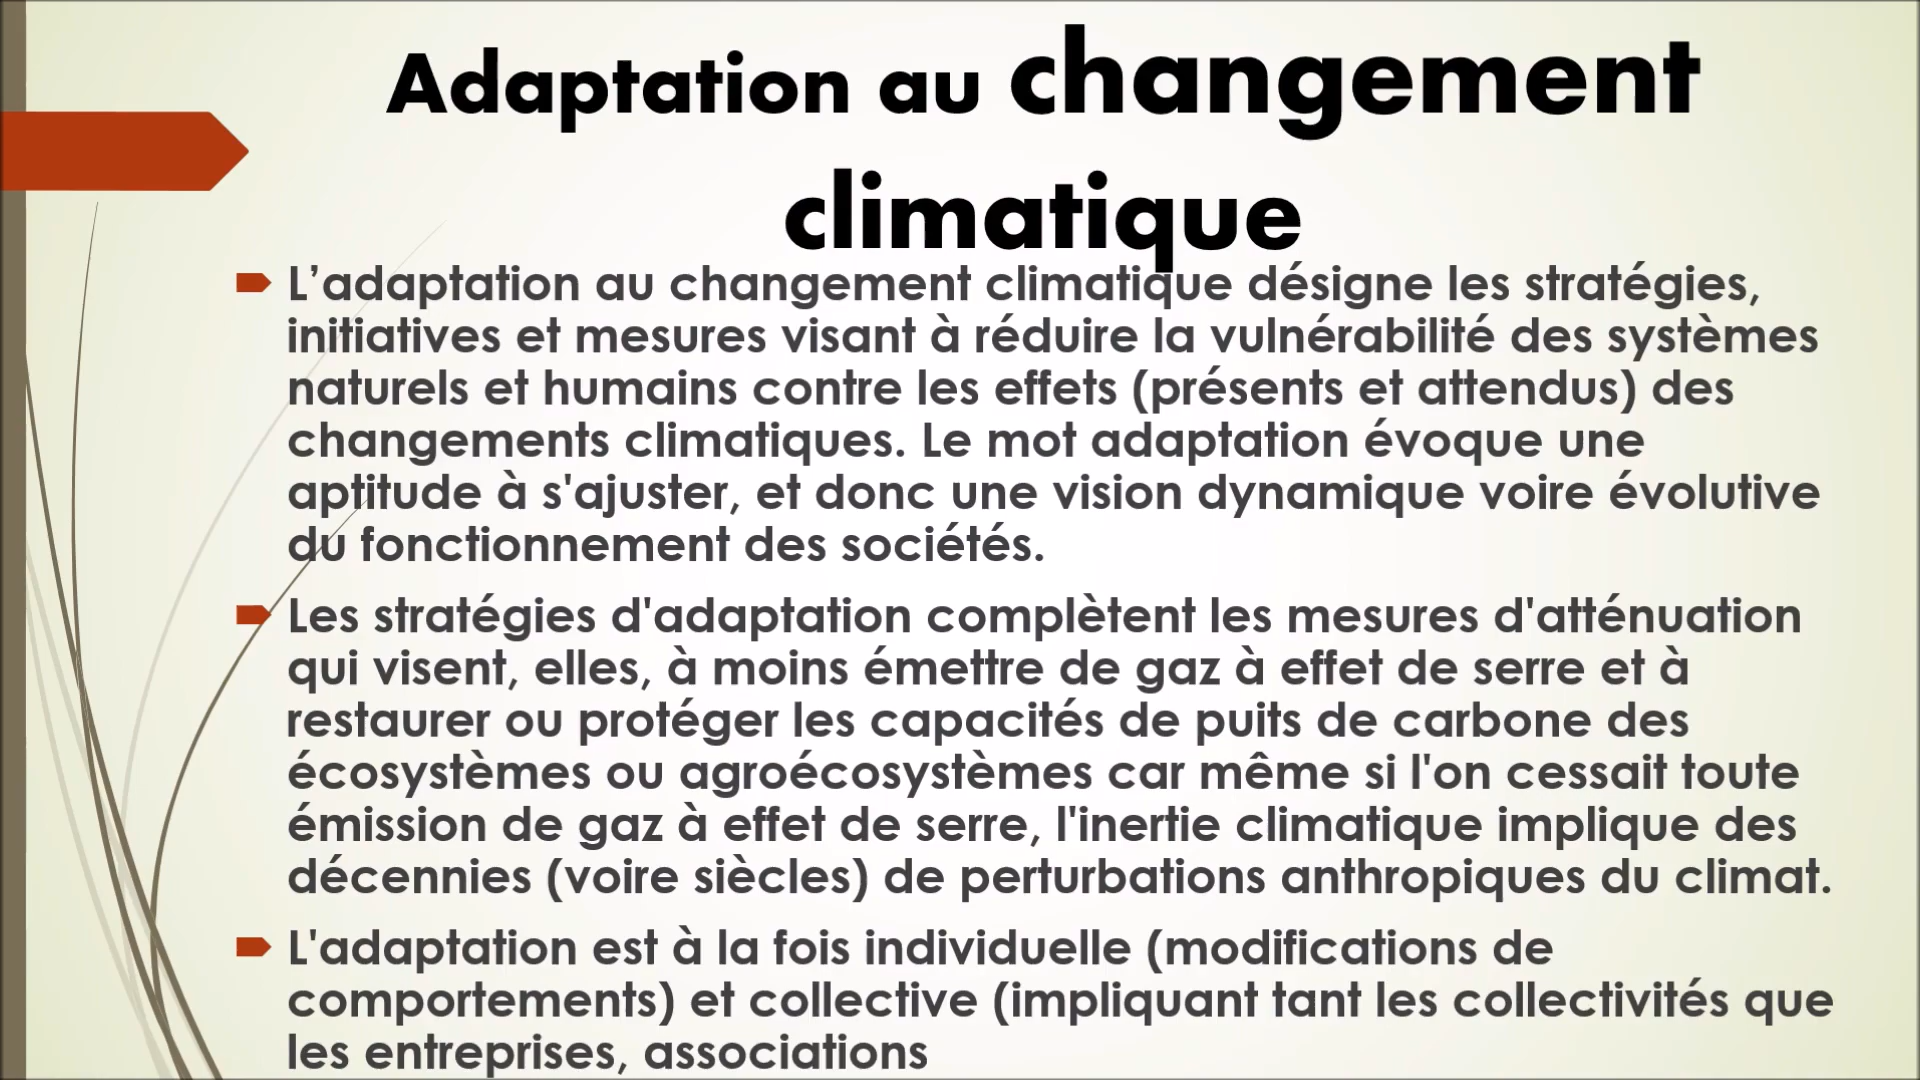 Adaptation au changement
climatique
L’adaptation au changement climatique désigne les stratégies,
initiatives et mesures visant à réduire la vulnérabilité des systèmes
naturels et humains contre les effets (présents et attendus) des
changements climatiques. Le mot adaptation évoque une
aptitude à s'ajuster, et donc une vision dynamique voire évolutive
du fonctionnement des sociétés.
Les stratégies d'adaptation complètent les mesures d'atténuation
qui visent, elles, à moins émettre de gaz à effet de serre et à
restaurer ou protéger les capacités de puits de carbone des
écosystèmes ou agroécosystèmes car même si l'on cessait toute
émission de gaz à effet de serre, l'inertie climatique implique des
décennies (voire siècles) de perturbations anthropiques du climat.
L'adaptation est à la fois individuelle (modifications de
comportements) et collective (impliquant tant les collectivités que
les entreprises, associations